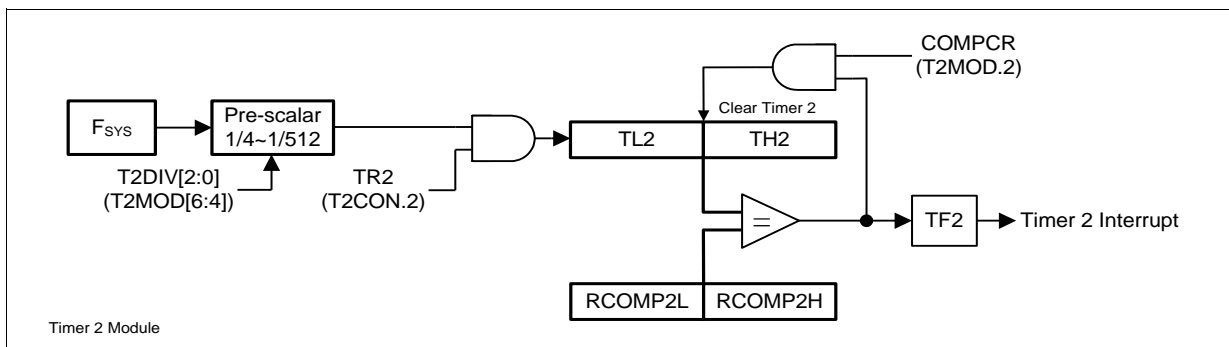 COMPCR
(T2MOD.2)
Clear Timer 2
FSYS
Pre-scalar
1/4~1/512
TL2
TH2
T2DIV[2:0]
(T2MOD[6:4])
TR2
(T2CON.2)
=
TF2
Timer 2 Interrupt
RCOMP2L
RCOMP2H
Timer 2 Module